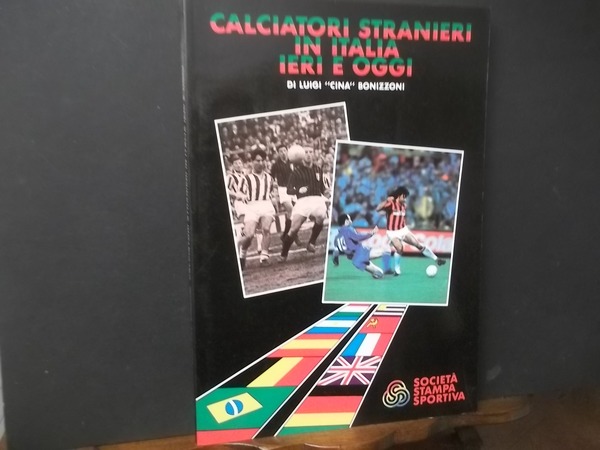 CALCIATORI STRANIERI
IN ITALIA
IERI E OGGI
DI LUIGI "CINA" BONIZZONI
SOCIETÀ
STAMPA
SPORTIVA